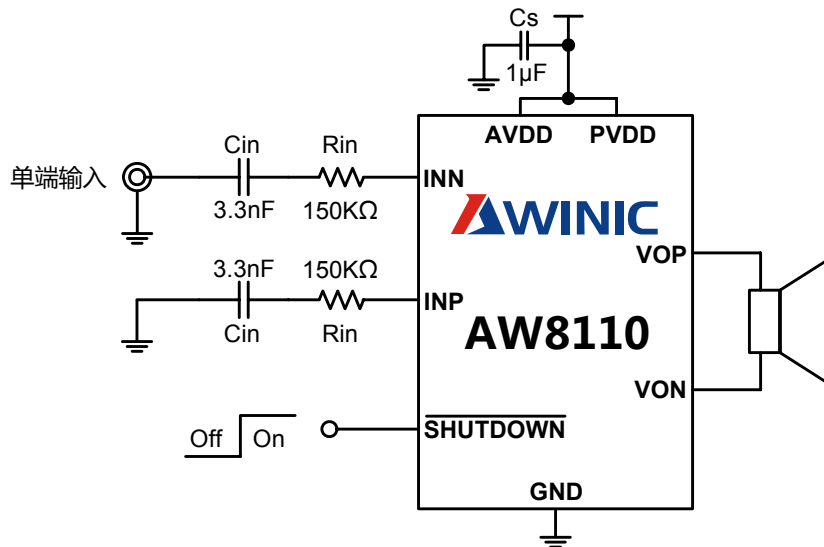 Cs
1µF
AVDD PVDD
Cin Rin
单端输入
INN
3.3nF 150KΩ
AWINIC
VOP
3.3nF 150KΩ
INP
Cin Rin
AW8110
VON
Off On
SHUTDOWN
GND